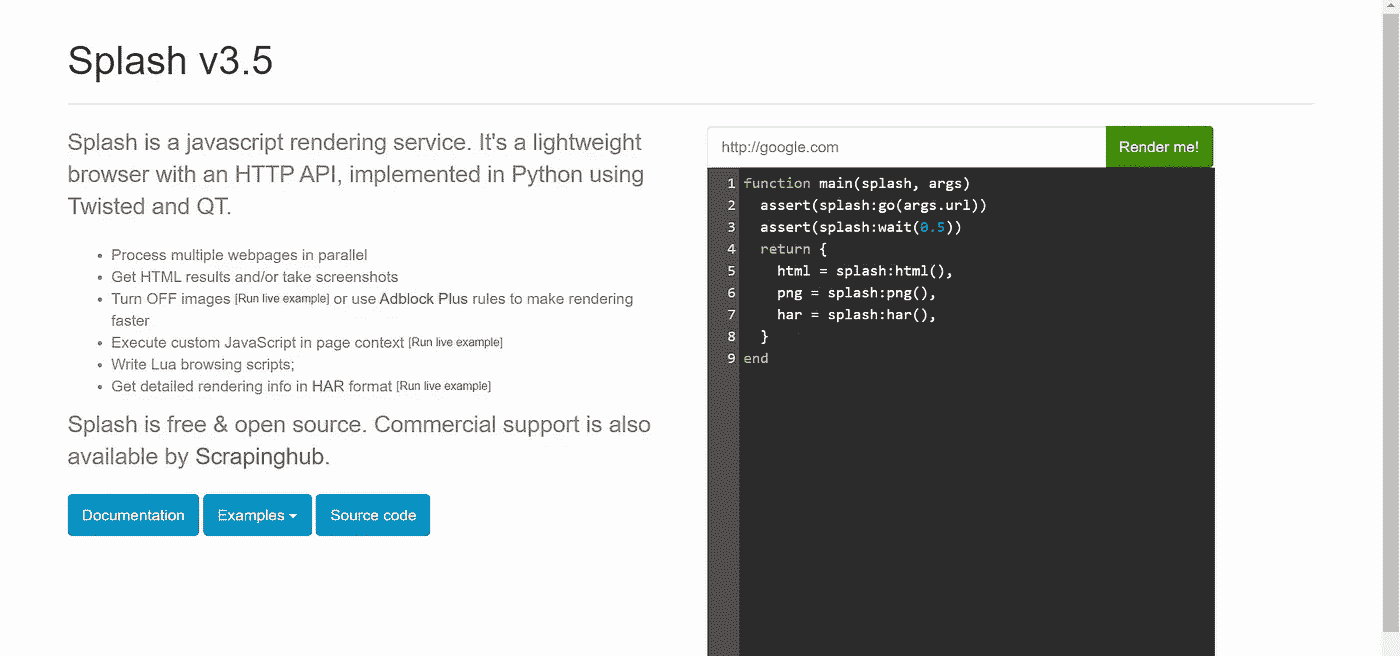 Splash v3.5
Splash is a javascript rendering service. It's a lightweight
browser with an HTTP API, implemented in Python using
Twisted and QT.
• Process multiple webpages in parallel
• Get HTML results and/or take screenshots
• Turn OFF images [Run live example] or use Adblock Plus rules to make rendering
faster
• Execute custom JavaScript in page context [Run live example]
• Write Lua browsing scripts;
• Get detailed rendering info in HAR format [Run live example]
Splash is free & open source. Commercial support is also
available by Scrapinghub.
Documentation Examples Source code
http://google.com Render me!
1 function main(splash, args)
2   assert(splash:go(args.url))
3   assert(splash:wait(0.5))
4   return {
5     html = splash:html(),
6     png = splash:png(),
7     har = splash:har(),
8   }
9 end